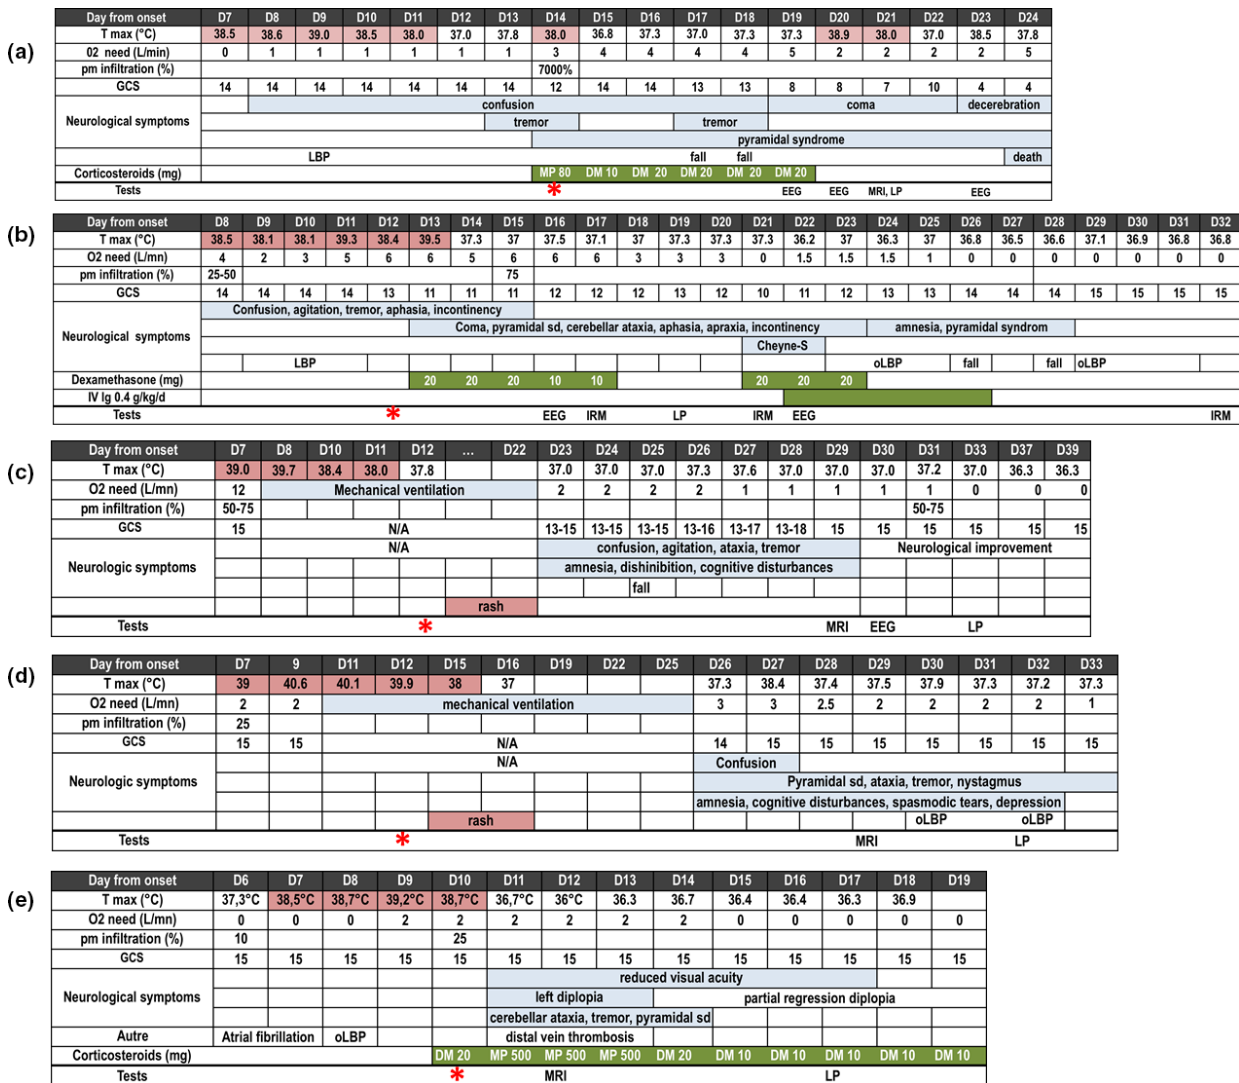 (a)
Day from onset D7 D8 D9 D10 D11 D12 D13 D14 D15 D16 D17 D18 D19 D20 D21 D22 D23 D24
T max (°C) 38.5 38.6 39.0 38.5 38.0 37.0 37.8 38.0 36.8 37.3 37.0 37.3 37.3 38.9 38.0 37.0 38.5 37.8
02 need (L/min) 0 1 1 1 1 1 1 3 4 4 4 4 5 2 2 2 2 5
pm infiltration (%) 7000%
GCS 14 14 14 14 14 14 14 12 14 14 13 13 8 8 7 10 4 4
Neurological symptoms confusion coma decerebration
tremor tremor
pyramidal syndrome
LBP fall fall death
Corticosteroids (mg) MP 80 DM 10 DM 20 DM 20 DM 20 DM 20
Tests * EEG EEG MRI, LP EEG
(b)
Day from onset D8 D9 D10 D11 D12 D13 D14 D15 D16 D17 D18 D19 D20 D21 D22 D23 D24 D25 D26 D27 D28 D29 D30 D31 D32
T max (°C) 38.5 38.1 38.1 39.3 38.4 39.5 37.3 37 37.5 37.1 37 37.3 37.3 37.3 36.2 37 36.3 37 36.8 36.5 36.6 37.1 36.9 36.8 36.8
O2 need (L/mn) 4 2 3 5 6 6 5 6 6 6 3 3 3 0 1.5 1.5 1.5 1 0 0 0 0 0 0 0
pm infiltration (%) 25-50 75
GCS 14 14 14 14 13 11 11 11 12 12 12 13 12 10 11 12 13 13 14 14 14 15 15 15 15
Neurological symptoms Confusion, agitation, tremor, aphasia, incontinency
Coma, pyramidal sd, cerebellar ataxia, aphasia, apraxia, incontinency amnesia, pyramidal syndrom
Cheyne-S
LBP oLBP fall fall oLBP
Dexamethasone (mg) 20 20 20 10 10 20 20 20
IV Ig 0.4 g/kg/d
Tests * EEG IRM LP IRM EEG IRM
(c)
Day from onset D7 D8 D10 D11 D12 ... D22 D23 D24 D25 D26 D27 D28 D29 D30 D31 D33 D37 D39
T max (°C) 39.0 39.7 38.4 38.0 37.8 37.0 37.0 37.0 37.3 37.6 37.0 37.0 37.0 37.2 37.0 36.3 36.3
O2 need (L/mn) 12 Mechanical ventilation 2 2 2 2 1 1 1 1 1 0 0 0
pm infiltration (%) 50-75 50-75
GCS 15 N/A 13-15 13-15 13-15 13-16 13-17 13-18 15 15 15 15 15 15
Neurologic symptoms N/A confusion, agitation, ataxia, tremor Neurological improvement
amnesia, dishinibition, cognitive disturbances
fall
rash
Tests * MRI EEG LP
(d)
Day from onset D7 9 D11 D12 D15 D16 D19 D22 D25 D26 D27 D28 D29 D30 D31 D32 D33
T max (°C) 39 40.6 40.1 39.9 38 37 37.3 38.4 37.4 37.5 37.9 37.3 37.2 37.3
O2 need (L/mn) 2 2 mechanical ventilation 3 3 2.5 2 2 2 2 1
pm infiltration (%) 25
GCS 15 15 N/A 14 15 15 15 15 15 15 15
Neurologic symptoms N/A Confusion
Pyramidal sd, ataxia, tremor, nystagmus
amnesia, cognitive disturbances, spasmodic tears, depression
rash oLBP oLBP
Tests * MRI LP
(e)
Day from onset D6 D7 D8 D9 D10 D11 D12 D13 D14 D15 D16 D17 D18 D19
T max (°C) 37,3°C 38,5°C 38,7°C 39,2°C 38,7°C 36,7°C 36°C 36.3 36.7 36.4 36.4 36.3 36.9
O2 need (L/mn) 0 0 0 2 2 2 2 2 2 0 0 0 0 0
pm infiltration (%) 10 25
GCS 15 15 15 15 15 15 15 15 15 15 15 15 15 15
Neurological symptoms reduced visual acuity
left diplopia partial regression diplopia
cerebellar ataxia, tremor, pyramidal sd
Autre Atrial fibrillation oLBP distal vein thrombosis
Corticosteroids (mg) DM 20 MP 500 MP 500 MP 500 DM 20 DM 10 DM 10 DM 10 DM 10 DM 10
Tests * MRI LP